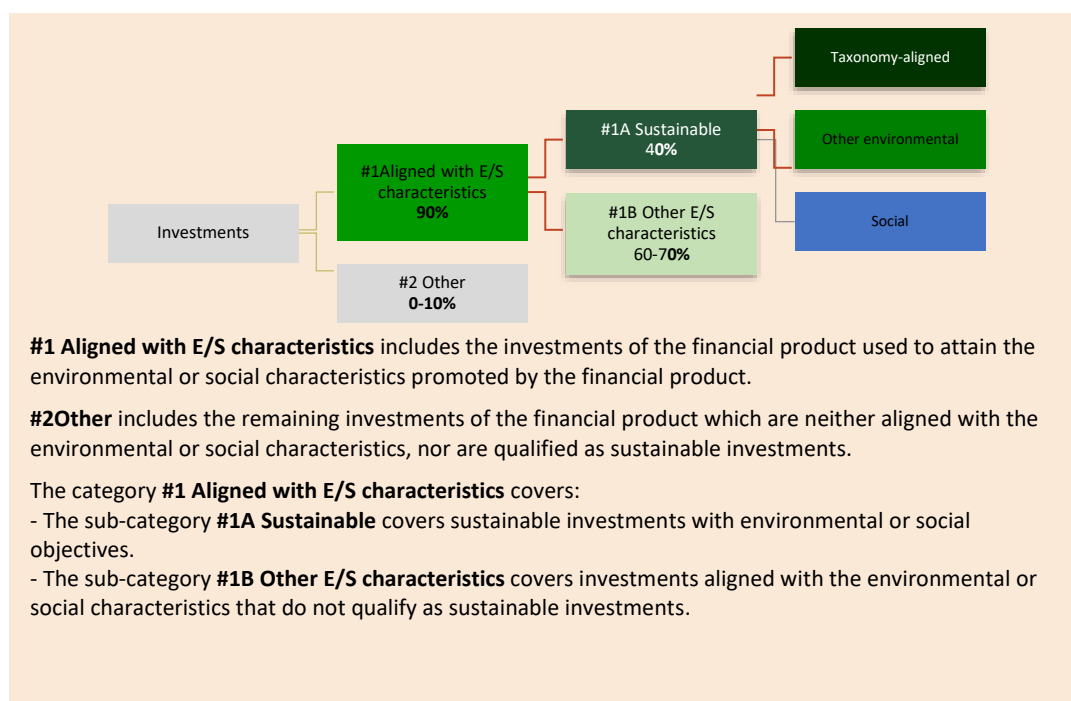 Investments
#1Aligned with E/S
characteristics
90%
#2 Other
0-10%
#1A Sustainable
40%
#1B Other E/S
characteristics
60-70%
Taxonomy-aligned
Other environmental
Social
#1 Aligned with E/S characteristics includes the investments of the financial product used to attain the
environmental or social characteristics promoted by the financial product.
#2Other includes the remaining investments of the financial product which are neither aligned with the
environmental or social characteristics, nor are qualified as sustainable investments.
The category #1 Aligned with E/S characteristics covers:
- The sub-category #1A Sustainable covers sustainable investments with environmental or social
objectives.
- The sub-category #1B Other E/S characteristics covers investments aligned with the environmental or
social characteristics that do not qualify as sustainable investments.